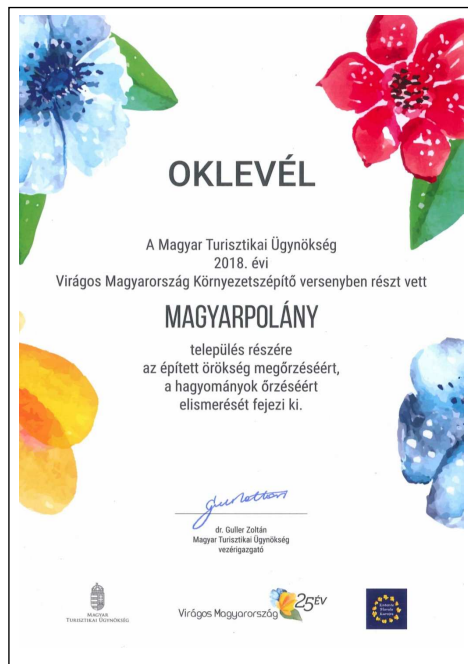 OKLEVÉL
A Magyar Turisztikai Ügynökség
2018. évi
Virágos Magyarország Környezetszépítő versenyben részt vett
MAGYARPOLÁNY
település részére
az épített örökség megőrzéséért,
a hagyományok őrzéséért
elismerését fejezi ki.
dr. Guller Zoltán
Magyar Turisztikai Ügynökség
vezérigazgató
MAGYAR
TURISZTIKAI ÜGYNÖKSÉG
Virágos Magyarország
25 ÉV